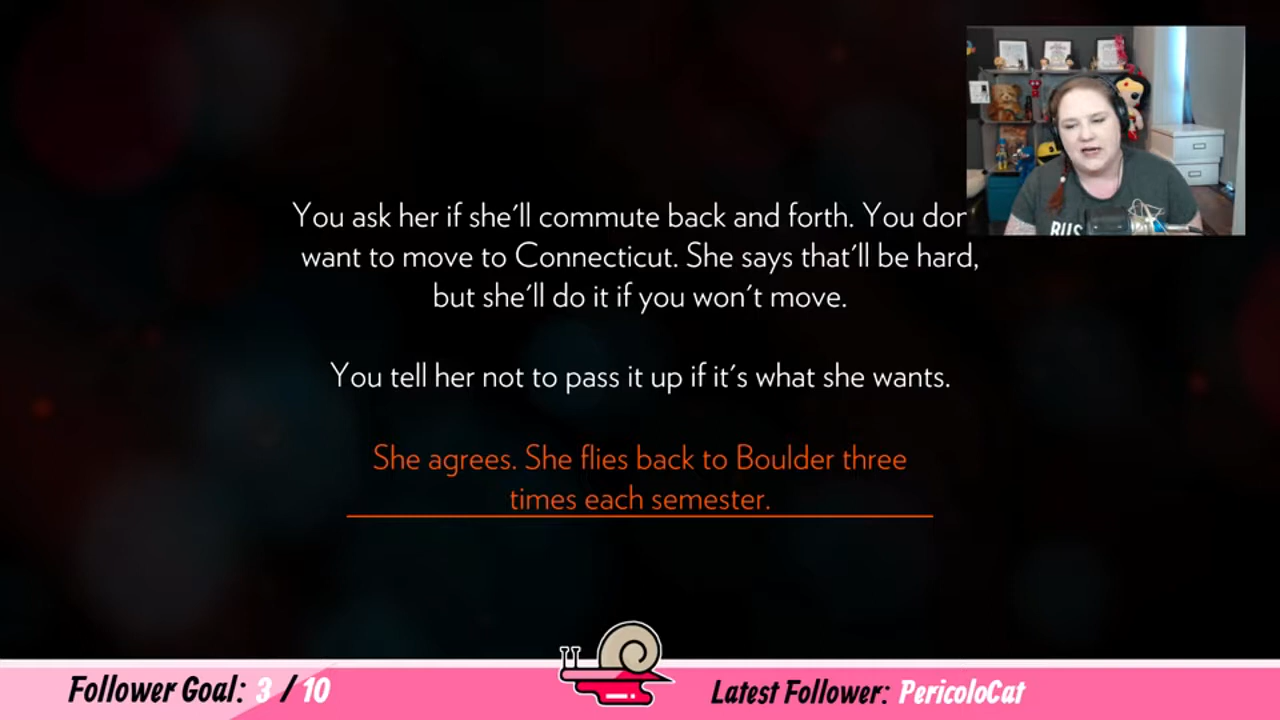 You ask her if she'll commute back and forth. You
want to move to Connecticut. She says that'll be hard,
but she'll do it if you won't move.
You tell her not to pass it up if it's what she wants.
She agrees. She flies back to Boulder three
times each semester.
Follower Goal: 3 / 10
Latest Follower: PericoloCat